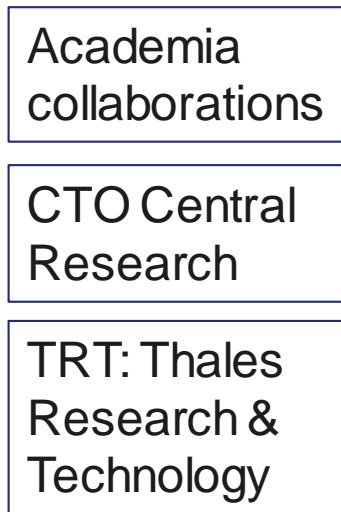 Academia
collaborations
CTO Central
Research
TRT: Thales
Research &
Technology